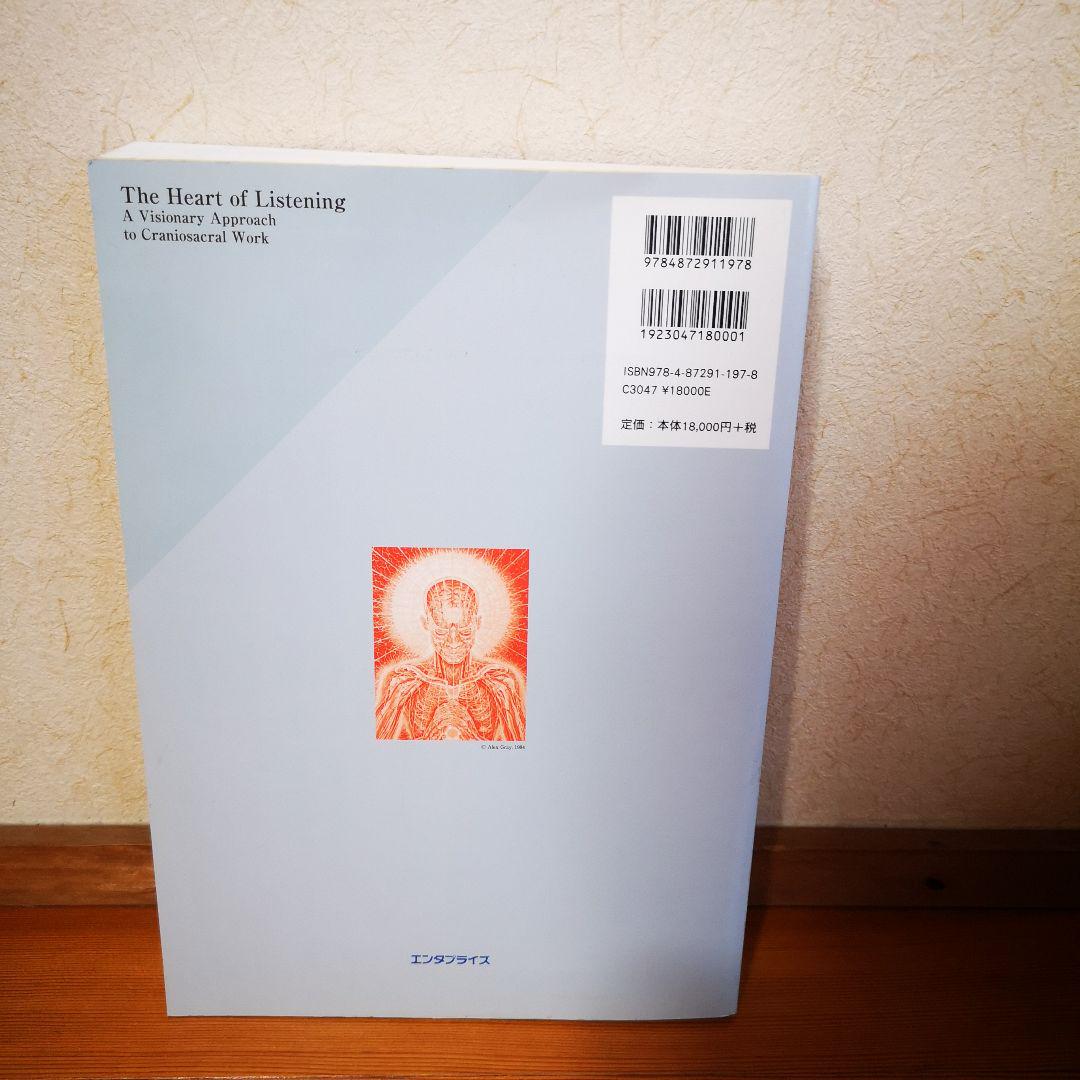 The Heart of Listening
A Visionary Approach
to Craniosacral Work
9784872911978
1923047180001
ISBN978-4-87291-197-8
C3047 ¥18000E
定価：本体18,000円＋税
© Alex Gray, 1984
エンタプライズ